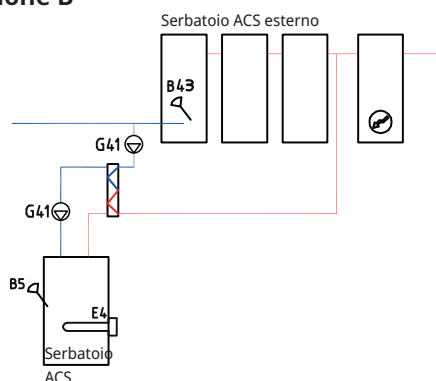 Serbatoio ACS esterno
B43
G41
G41
B5
E4
Serbatoio
ACS